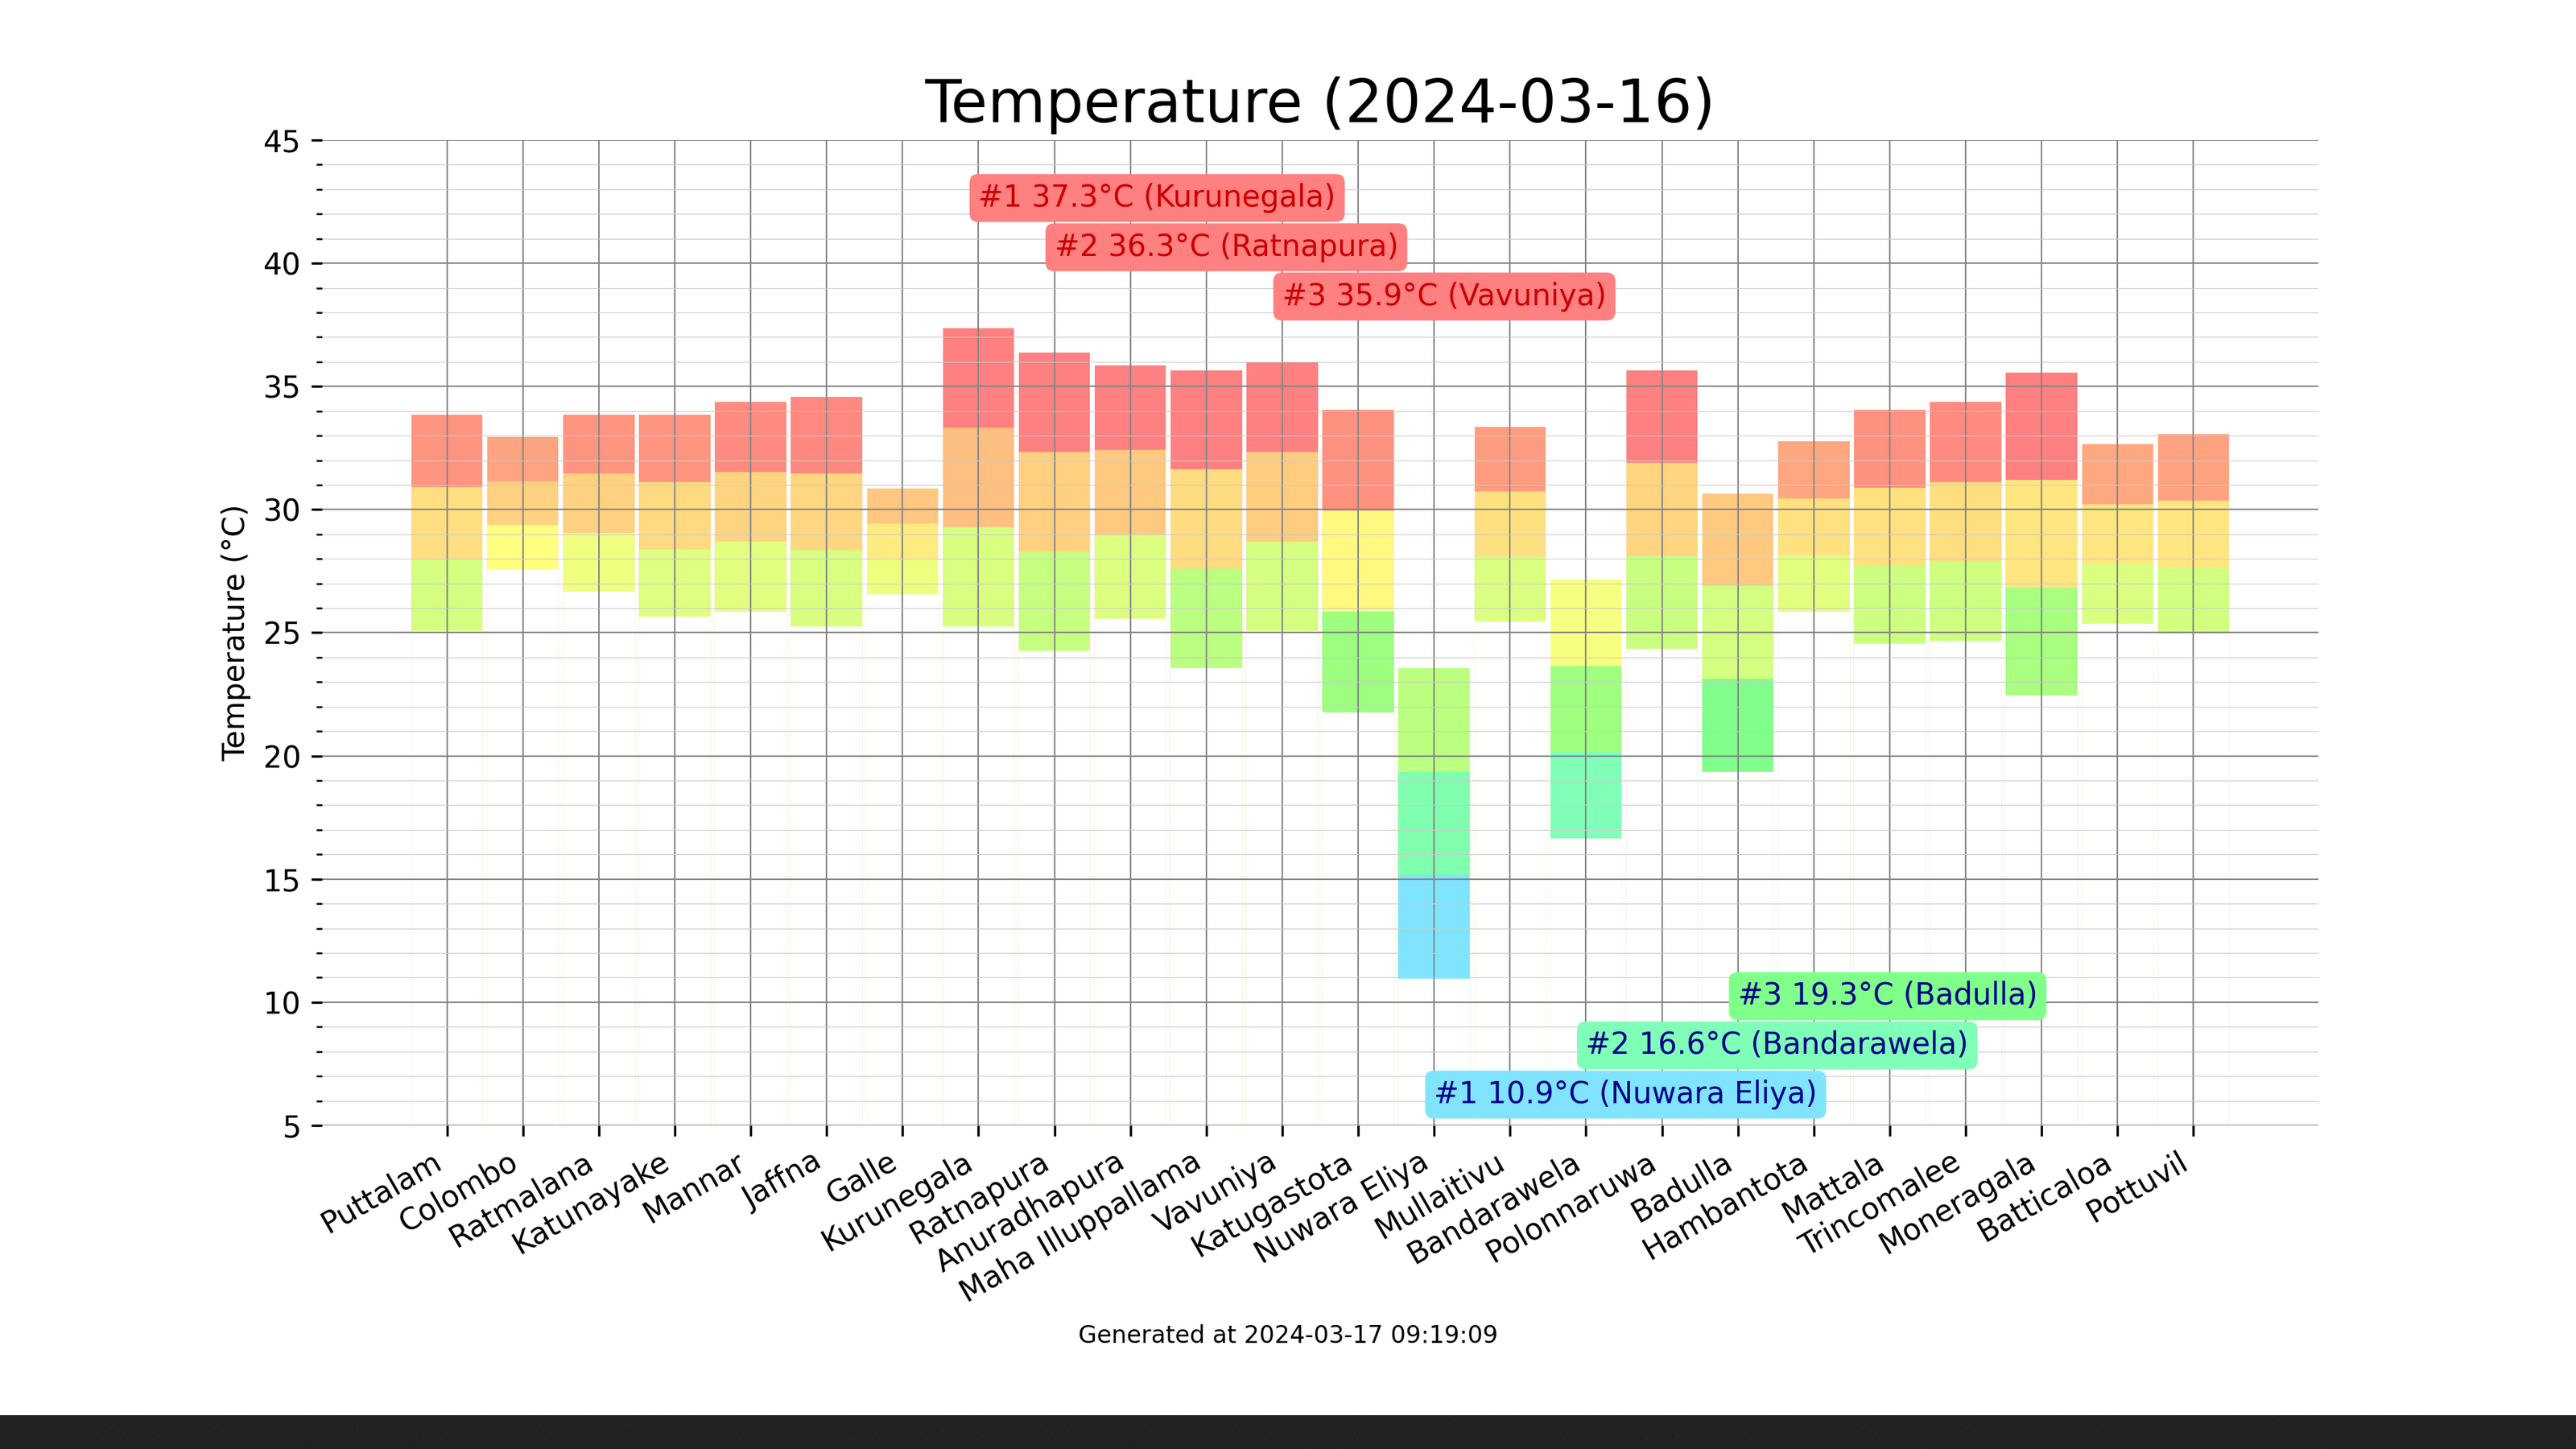 Temperature (2024-03-16)
45
40
35
30
25
20
15
10
5
Temperature (°C)
#1 37.3°C (Kurunegala)
#2 36.3°C (Ratnapura)
#3 35.9°C (Vavuniya)
#3 19.3°C (Badulla)
#2 16.6°C (Bandarawela)
#1 10.9°C (Nuwara Eliya)
Puttalam
Colombo
Ratmalana
Katunayake
Mannar
Jaffna
Galle
Kurunegala
Ratnapura
Anuradhapura
Maha Illuppallama
Vavuniya
Katugastota
Nuwara Eliya
Mullaitivu
Bandarawela
Polonnaruwa
Badulla
Hambantota
Mattala
Trincomalee
Moneragala
Batticaloa
Pottuvil
Generated at 2024-03-17 09:19:09